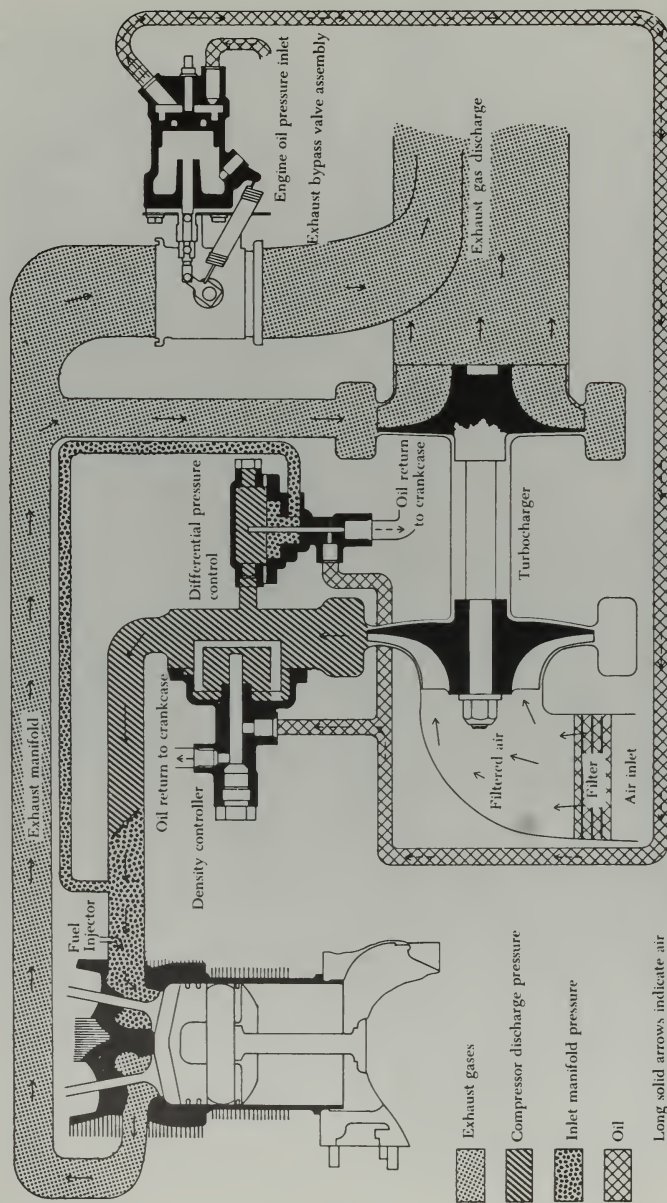 Exhaust manifold
Fuel
Injector
Oil return to crankcase
Density controller
Differential pressure
control
Oil return
to crankcase
Engine oil pressure inlet
Exhaust bypass valve assembly
Exhaust gas discharge
Turbocharger
Filtered air
Filter
Air inlet
Exhaust gases
Compressor discharge pressure
Inlet manifold pressure
Oil
Long solid arrows indicate air